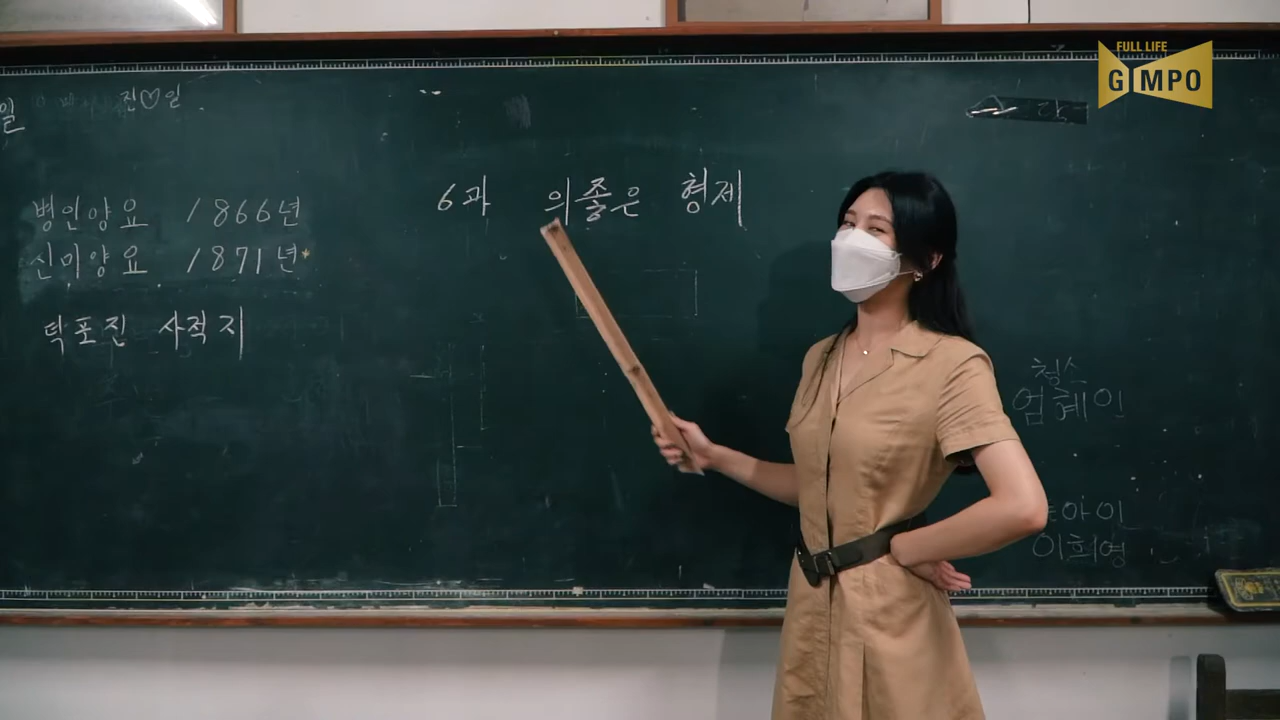 FULL LIFE
GIMPO
일
진♡일
병인양요 1866년
신미양요 1871년
덕포진 사적지
6과 의좋은 형제
청소
엄혜인
이희영